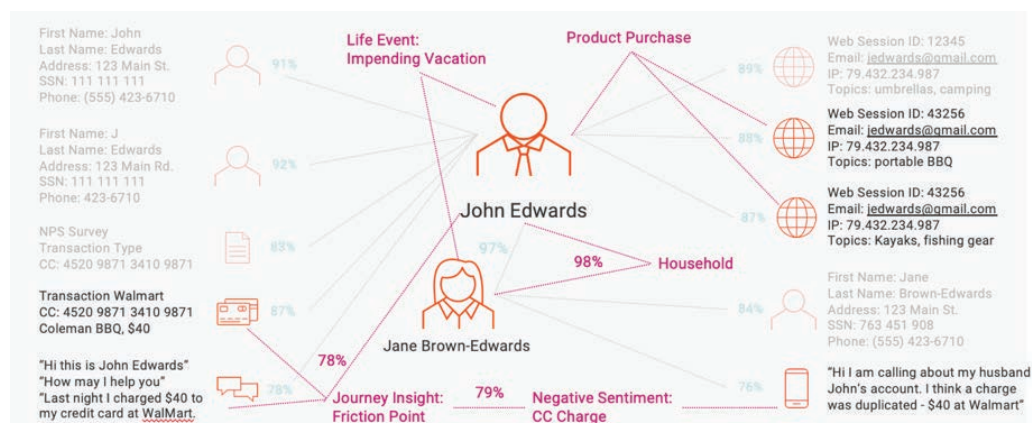 First Name: John
Last Name: Edwards
Address: 123 Main St.
SSN: 111 111 111
Phone: (555) 423-6710
91%
First Name: J
Last Name: Edwards
Address: 123 Main Rd.
SSN: 111 111 111
Phone: 423-6710
92%
NPS Survey
Transaction Type
CC: 4520 9871 3410 9871
83%
Transaction Walmart
CC: 4520 9871 3410 9871
Coleman BBQ, $40
87%
"Hi this is John Edwards"
"How may I help you"
"Last night I charged $40 to
my credit card at WalMart.
78%
Life Event:
Impending Vacation
John Edwards
97%
98%
Household
Jane Brown-Edwards
78%
Journey Insight:
Friction Point
79%
Negative Sentiment:
CC Charge
Product Purchase
89%
Web Session ID: 12345
Email: jedwards@gmail.com
IP: 79.432.234.987
Topics: umbrellas, camping
88%
Web Session ID: 43256
Email: jedwards@gmail.com
IP: 79.432.234.987
Topics: portable BBQ
87%
Web Session ID: 43256
Email: jedwards@gmail.com
IP: 79.432.234.987
Topics: Kayaks, fishing gear
84%
First Name: Jane
Last Name: Brown-Edwards
Address: 123 Main St.
SSN: 763 451 908
Phone: (555) 423-6710
76%
"Hi I am calling about my husband
John's account. I think a charge
was duplicated - $40 at Walmart"